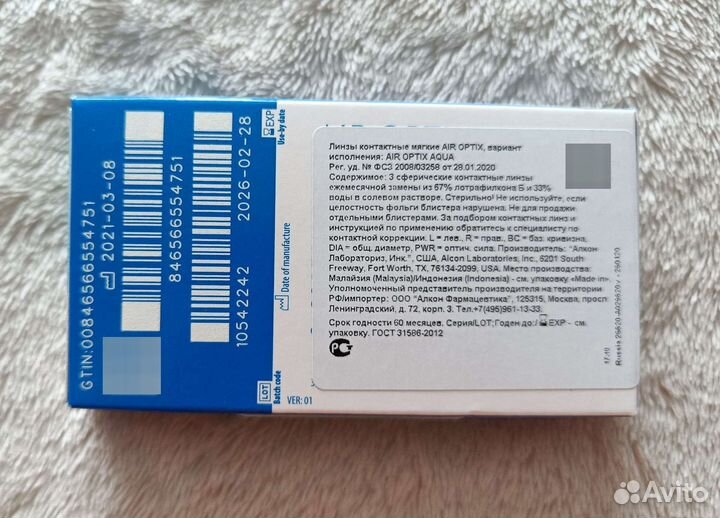 GTIN:00846566554751
2021-03-08
846566554751
10542242
2026-02-28
LOT
Batch code
Date of manufacture
EXP
Use-by date
VER: 01
Линзы контактные мягкие AIR OPTIX, вариант
исполнения: AIR OPTIX AQUA
Рег. уд. № ФСЗ 2008/03258 от 28.01.2020
Содержимое: 3 сферические контактные линзы
ежемесячной замены из 67% лотрафилкона Б и 33%
воды в солевом растворе. Стерильно! Не используйте, если
целостность фольги блистера нарушена. Не для продажи
отдельными блистерами. За подбором контактных линз и
инструкцией по применению обратитесь к специалисту по
контактной коррекции. L = лев., R = прав., BC = баз. кривизна,
DIA = общ. диаметр, PWR = оптич. сила. Производитель: "Алкон
Лабораториз, Инк.", США, Alcon Laboratories, Inc. 6201 South
Freeway, Fort Worth, TX, 76134-2099, USA. Место производства:
Малайзия (Malaysia)/Индонезия (Indonesia) - см. упаковку «Made in».
Уполномоченный представитель производителя на территории
РФ/импортер: ООО "Алкон Фармацевтика", 125315, Москва, просп.
Ленинградский, д. 72, корп. 3. Тел.+7(495)961-13-33.
Срок годности 60 месяцев. Серия/LOT;Годен до:/ EXP - см.
упаковку. ГОСТ 31586-2012
17:10
Avito